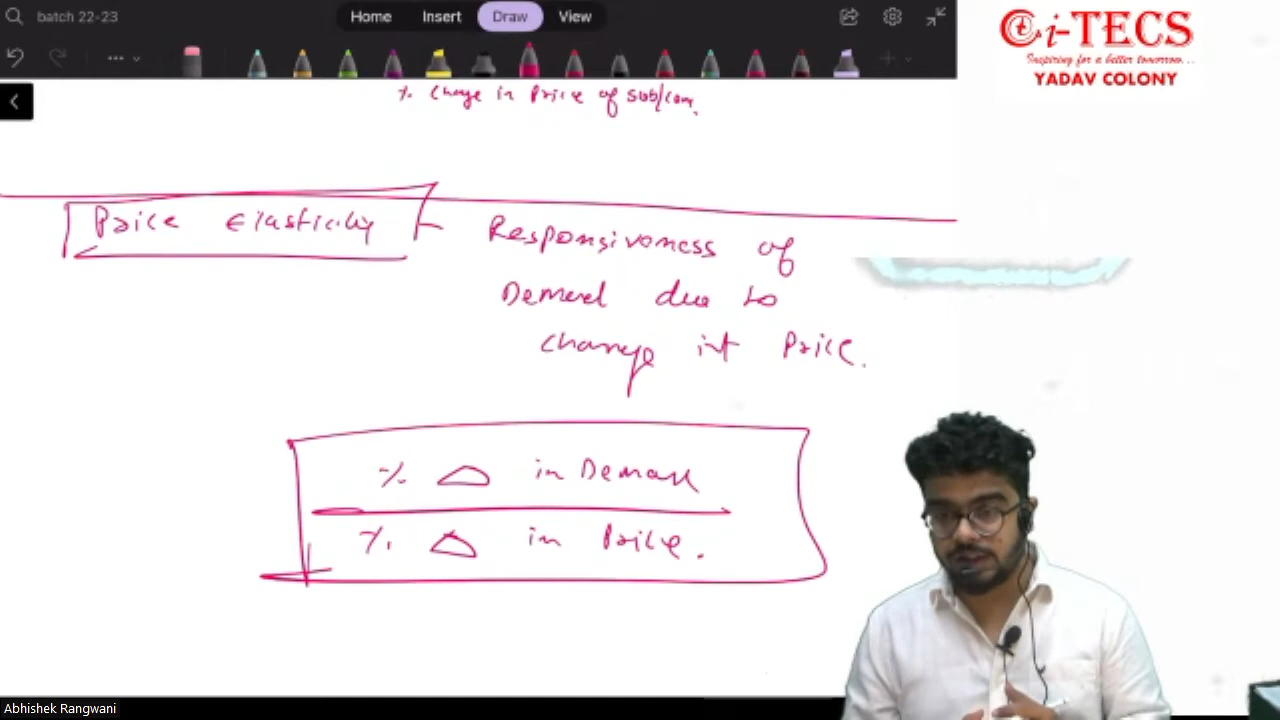 batch 22-23
Home Insert Draw View
i-TECS
Inspiring for a better tomorrow...
YADAV COLONY
% Change in Price of sub/com.
Price Elasticity
Responsiveness of
Demand due to
change int Price.
% △ in Demand
% △ in Price.
Abhishek Rangwani